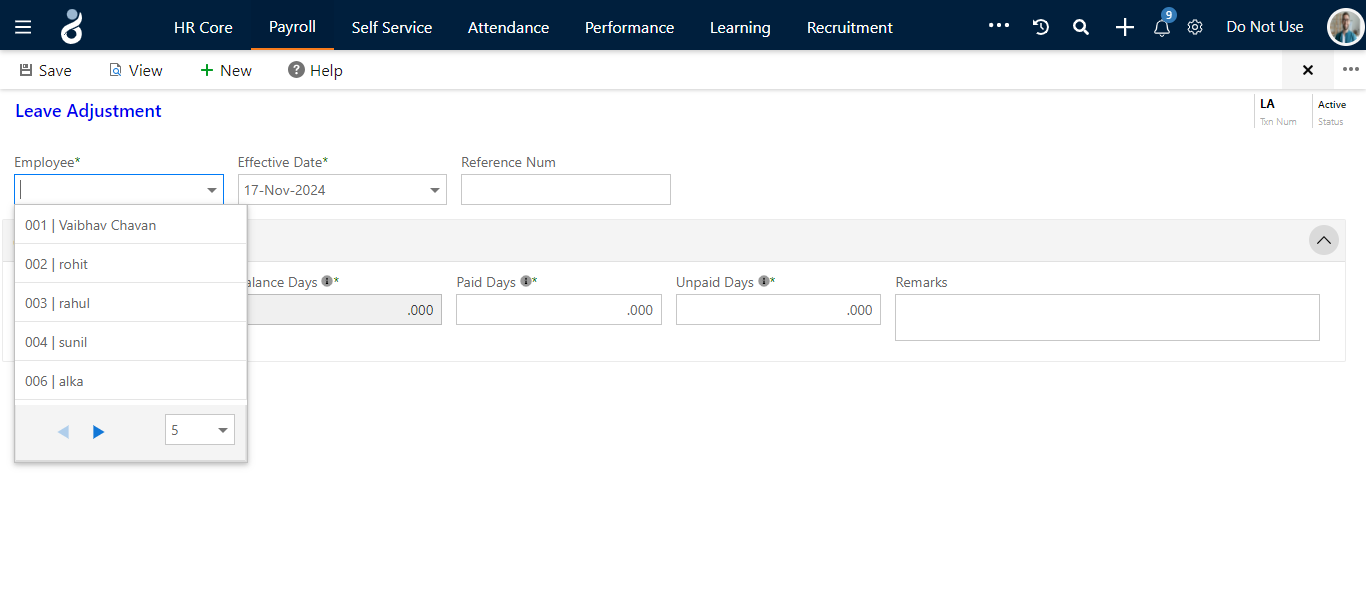 HR Core Payroll Self Service Attendance Performance Learning Recruitment 9 Do Not Use
Save View New Help
Leave Adjustment
LA Active
Txn Num Status
Employee* Effective Date* Reference Num
17-Nov-2024
001 | Vaibhav Chavan
002 | rohit
alance Days * Paid Days * Unpaid Days * Remarks
003 | rahul .000 .000 .000
004 | sunil
006 | alka
5